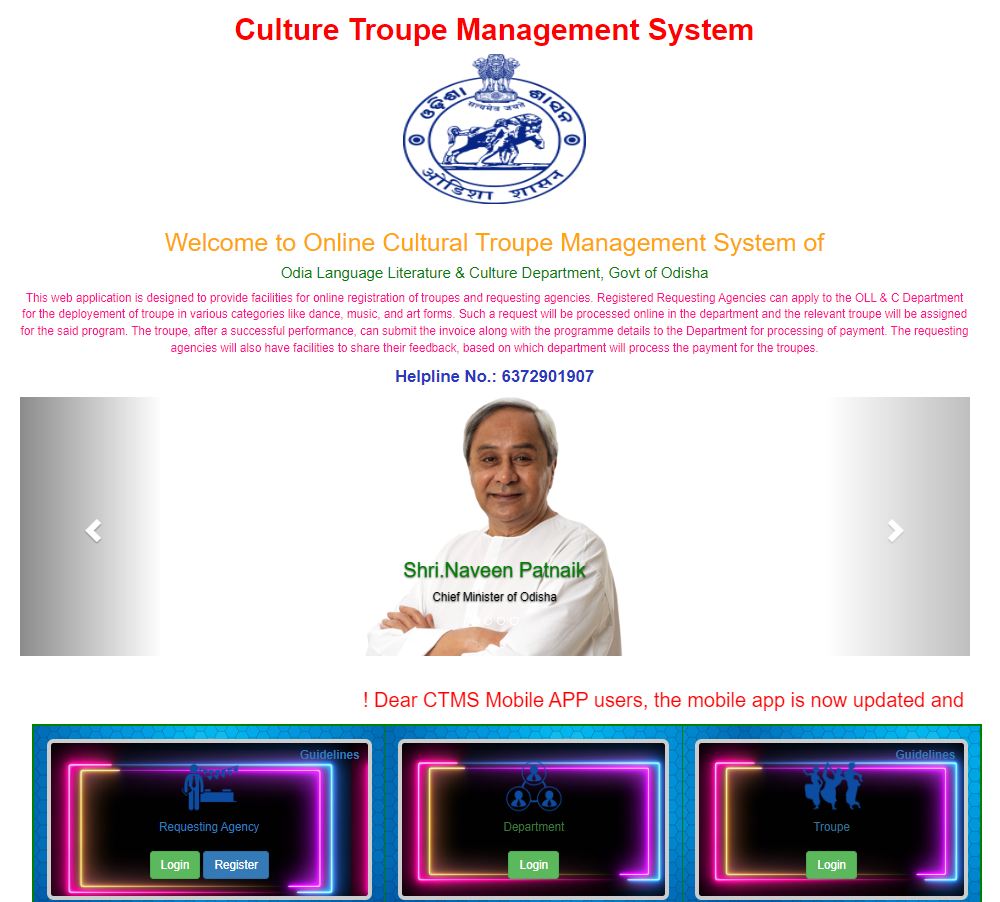 Culture Troupe Management System
ଓଡ଼ିଶା ଶାସନ
सत्यमेव जयते
ଓଡ଼ିଶା ଶାସନ
Welcome to Online Cultural Troupe Management System of
Odia Language Literature & Culture Department, Govt of Odisha
This web application is designed to provide facilities for online registration of troupes and requesting agencies. Registered Requesting Agencies can apply to the OLL & C Department
for the deployement of troupe in various categories like dance, music, and art forms. Such a request will be processed online in the department and the relevant troupe will be assigned
for the said program. The troupe, after a successful performance, can submit the invoice along with the programme details to the Department for processing of payment. The requesting
agencies will also have facilities to share their feedback, based on which department will process the payment for the troupes.
Helpline No.: 6372901907
Shri.Naveen Patnaik
Chief Minister of Odisha
! Dear CTMS Mobile APP users, the mobile app is now updated and
Guidelines
Requesting Agency
Login Register
Department
Login
Guidelines
Troupe
Login